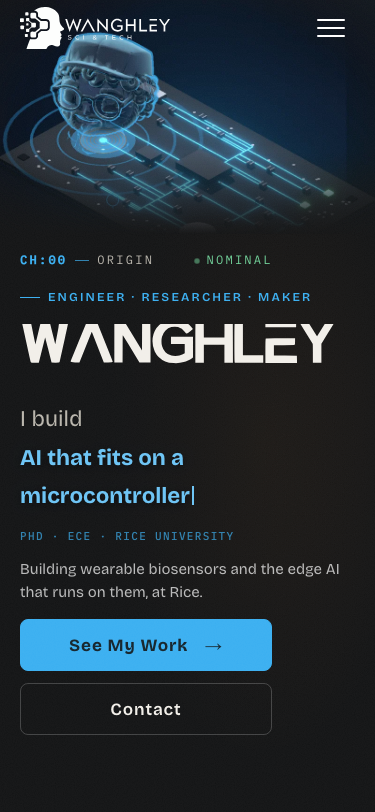 WANGHLEY
SCI & TECH
CH:00 — ORIGIN • NOMINAL
— ENGINEER · RESEARCHER · MAKER
WANGHLEY
I build
AI that fits on a
microcontroller
PHD · ECE · RICE UNIVERSITY
Building wearable biosensors and the edge AI
that runs on them, at Rice.
See My Work →
Contact